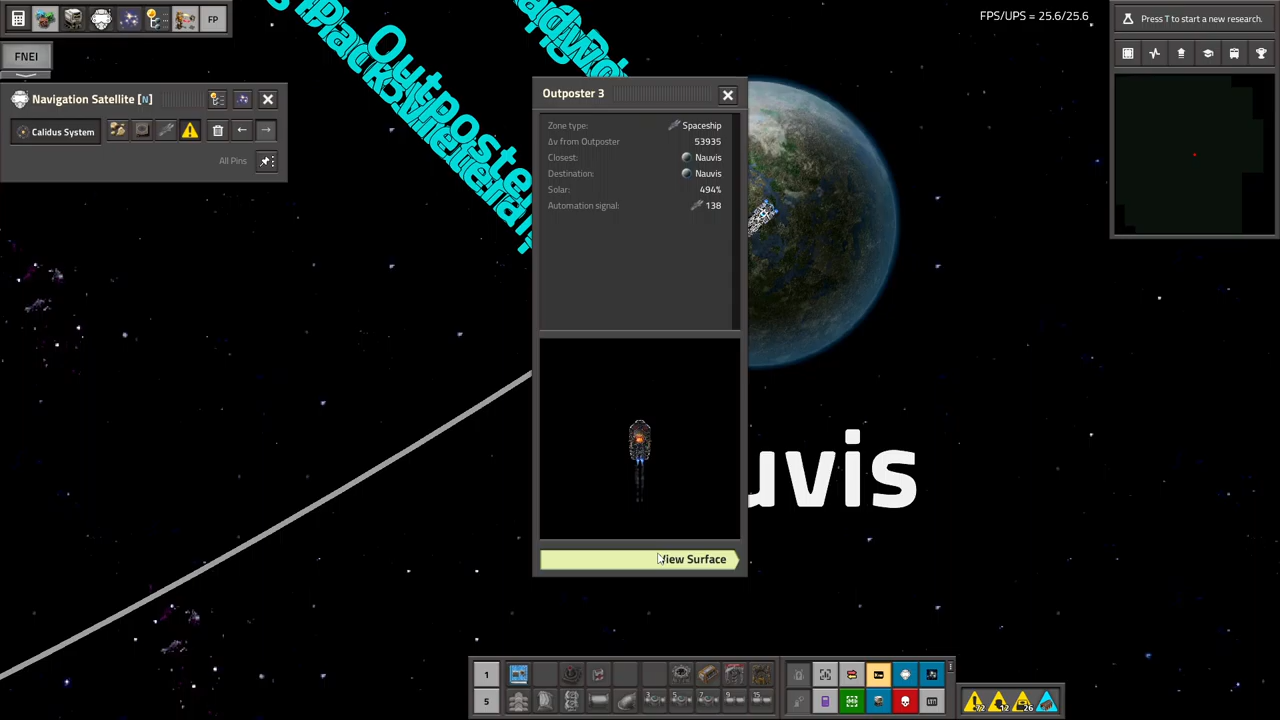 FP
FPS/UPS = 25.6/25.6
Press T to start a new research.
FNEI
Navigation Satellite [N]
Calidus System
All Pins
Outposter
Outposter 3
Zone type: Spaceship
Δv from Outposter 53935
Closest: Nauvis
Destination: Nauvis
Solar: 494%
Automation signal: 138
View Surface
uvis
1
5